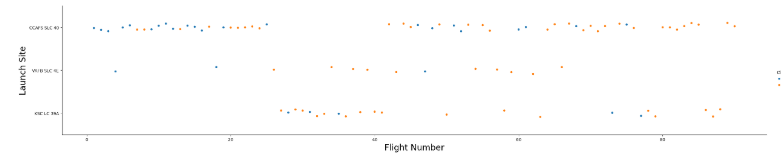 Launch Site
CCAFS SLC 40
VAFB SLC 4E
KSC LC 39A
0
20
40
60
80
Flight Number